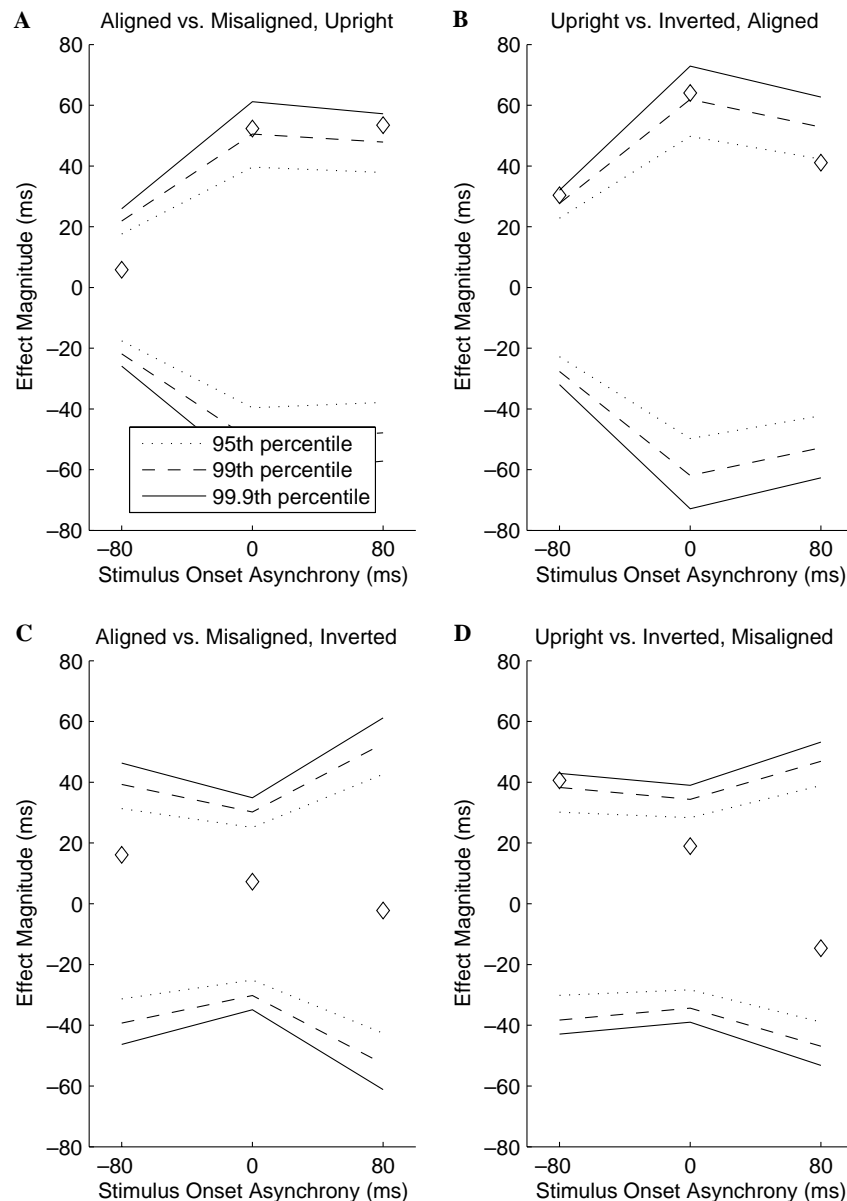 A Aligned vs. Misaligned, Upright
80
60
40
20
0
−20
−40
−60
−80
Effect Magnitude (ms)
95th percentile
99th percentile
99.9th percentile
−80 0 80
Stimulus Onset Asynchrony (ms)
B Upright vs. Inverted, Aligned
80
60
40
20
0
−20
−40
−60
−80
Effect Magnitude (ms)
−80 0 80
Stimulus Onset Asynchrony (ms)
C Aligned vs. Misaligned, Inverted
80
60
40
20
0
−20
−40
−60
−80
Effect Magnitude (ms)
−80 0 80
Stimulus Onset Asynchrony (ms)
D Upright vs. Inverted, Misaligned
80
60
40
20
0
−20
−40
−60
−80
Effect Magnitude (ms)
−80 0 80
Stimulus Onset Asynchrony (ms)